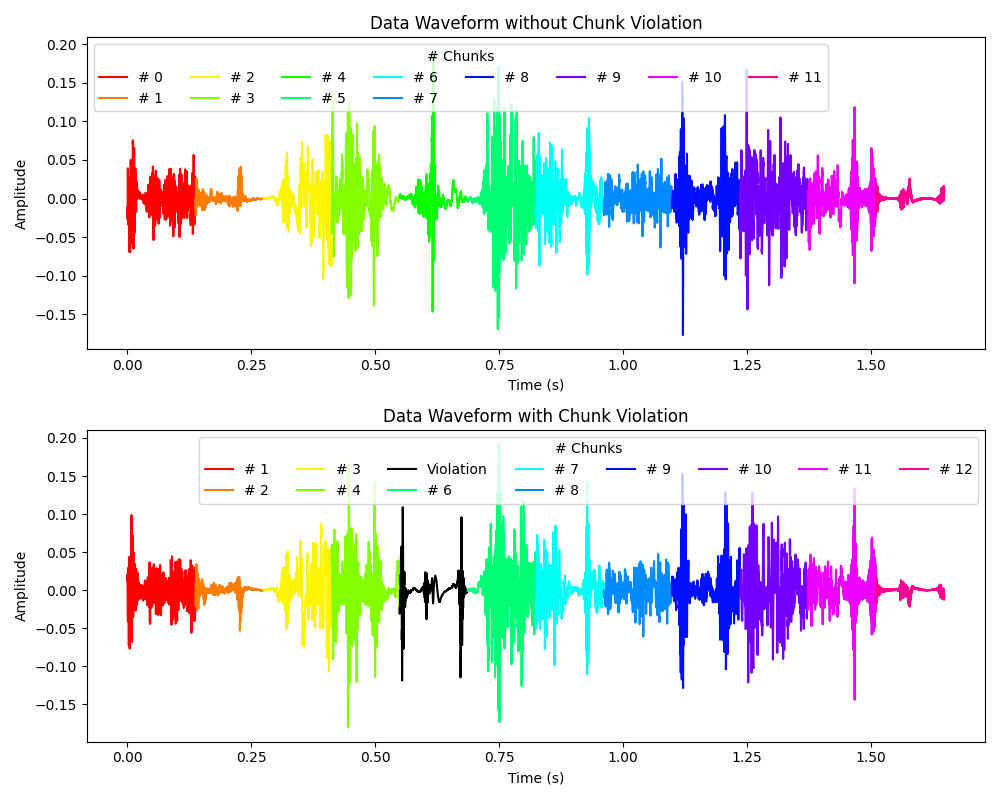 Data Waveform without Chunk Violation
# Chunks
# 0 # 2 # 4 # 6 # 8 # 9 # 10 # 11
# 1 # 3 # 5 # 7
0.20
0.15
0.10
0.05
0.00
−0.05
−0.10
−0.15
Amplitude
0.00 0.25 0.50 0.75 1.00 1.25 1.50
Time (s)
Data Waveform with Chunk Violation
# Chunks
# 1 # 3 Violation # 7 # 9 # 10 # 11 # 12
# 2 # 4 # 6 # 8
0.20
0.15
0.10
0.05
0.00
−0.05
−0.10
−0.15
Amplitude
0.00 0.25 0.50 0.75 1.00 1.25 1.50
Time (s)